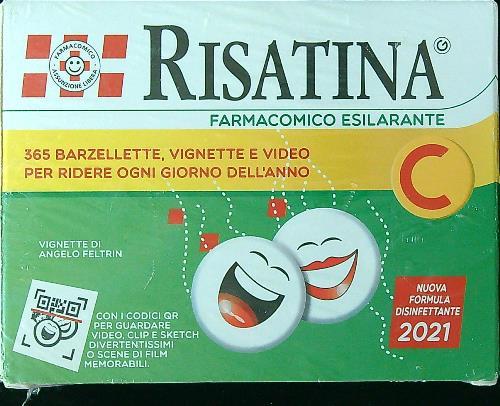 FARMACOMICO
ASSUNZIONE LIBERA
RISATINA G
FARMACOMICO ESILARANTE
365 BARZELLETTE, VIGNETTE E VIDEO
PER RIDERE OGNI GIORNO DELL'ANNO
C
VIGNETTE DI
ANGELO FELTRIN
CON I CODICI QR
PER GUARDARE
VIDEO, CLIP E SKETCH
DIVERTENTISSIMI
O SCENE DI FILM
MEMORABILI.
NUOVA
FORMULA
DISINFETTANTE
2021